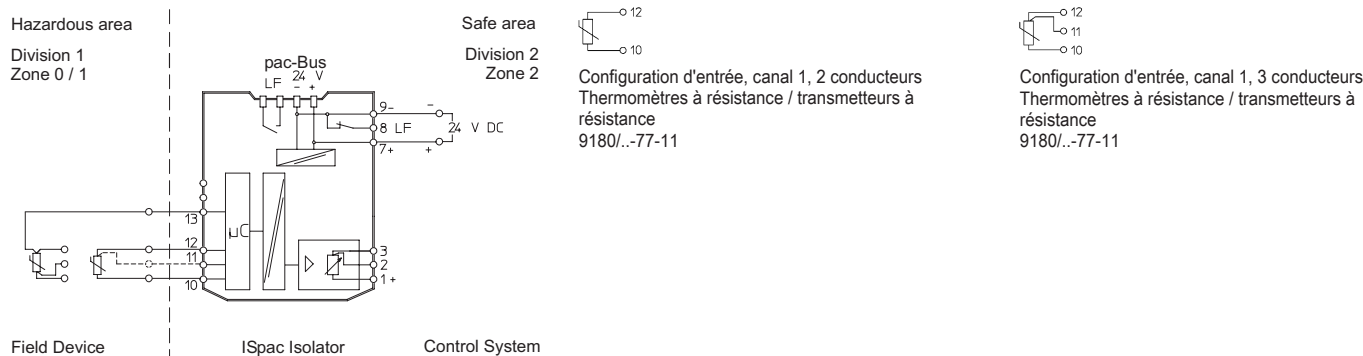 Hazardous area
Division 1
Zone 0 / 1
Safe area
Division 2
Zone 2
pac-Bus
LF 24 V
- +
9-
8 LF
7+
-
24 V DC
+
13
12
11
10
µC
3
2
1+
Field Device
ISpac Isolator
Control System
12
10
Configuration d'entrée, canal 1, 2 conducteurs
Thermomètres à résistance / transmetteurs à
résistance
9180/..-77-11
12
11
10
Configuration d'entrée, canal 1, 3 conducteurs
Thermomètres à résistance / transmetteurs à
résistance
9180/..-77-11